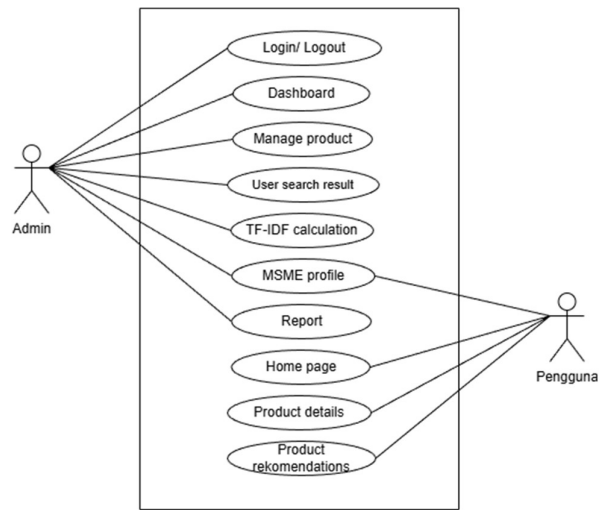 Login/ Logout
Dashboard
Manage product
User search result
TF-IDF calculation
MSME profile
Report
Home page
Product details
Product
rekomendations
Admin
Pengguna